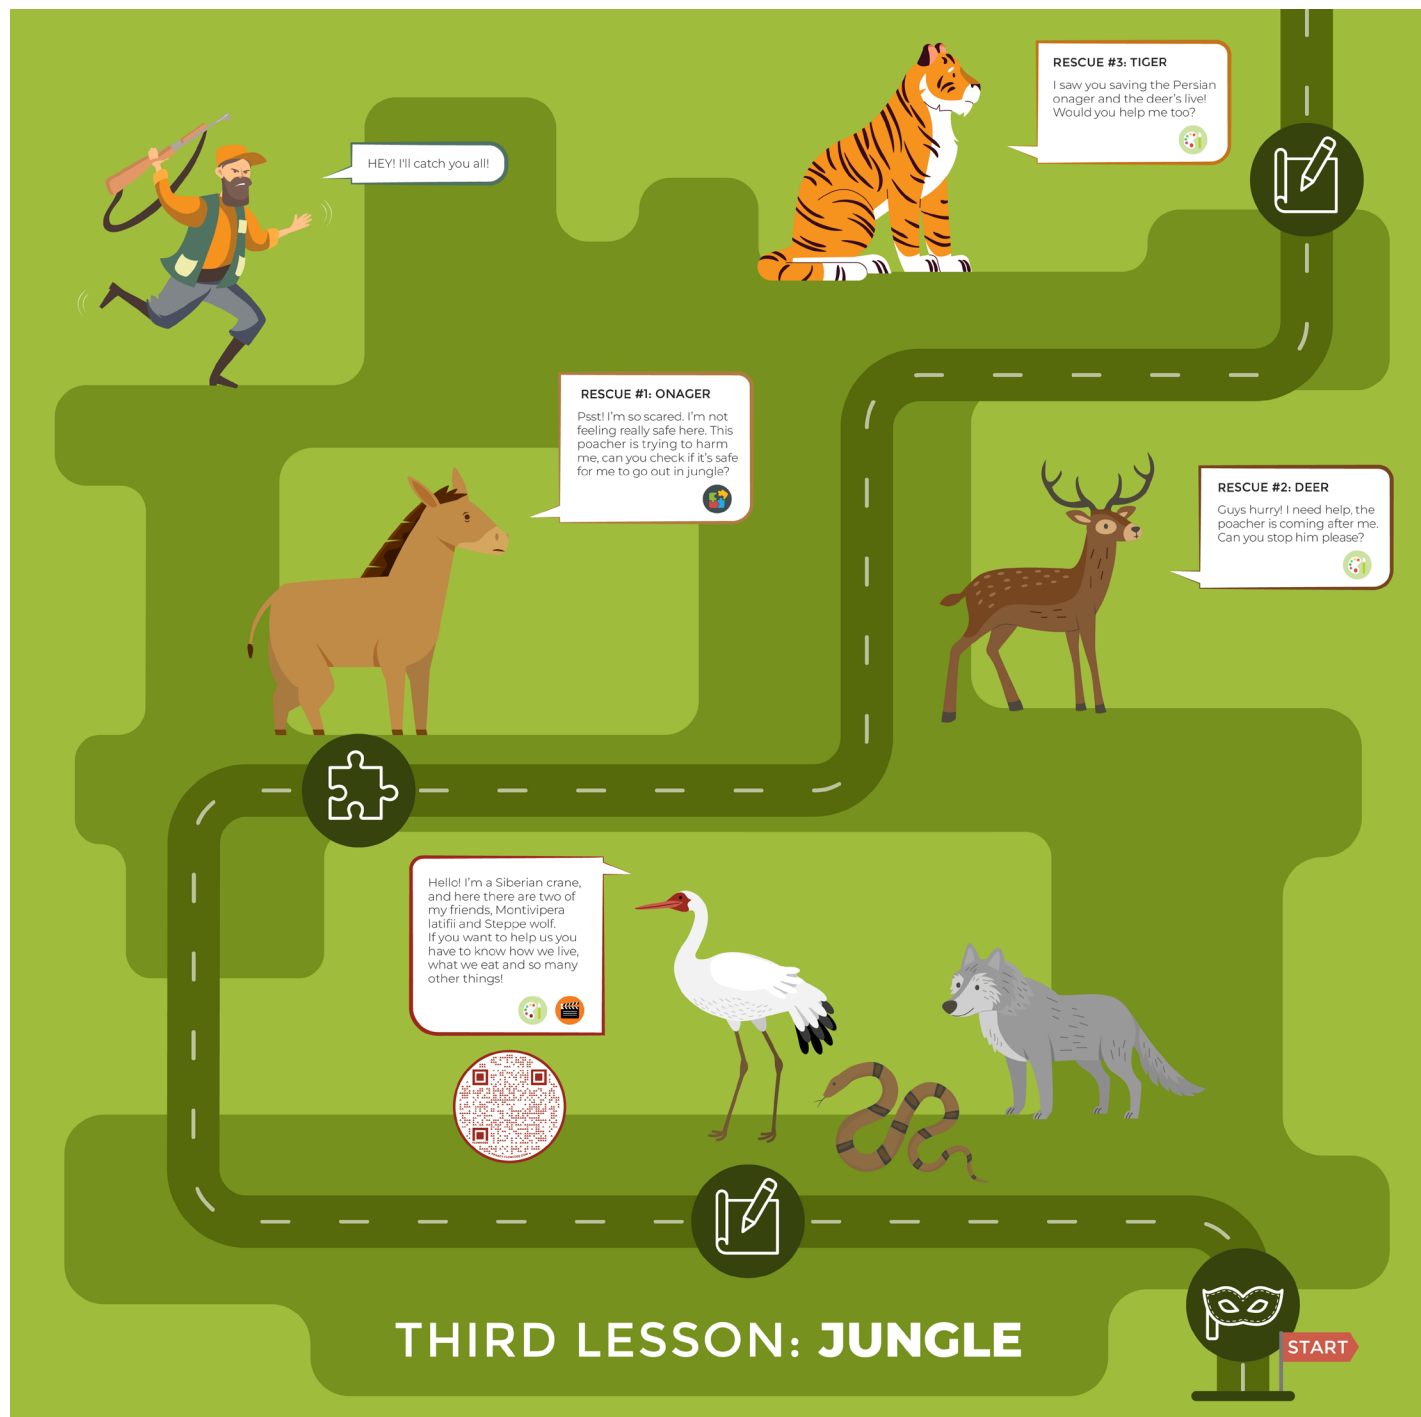 RESCUE #3: TIGER
I saw you saving the Persian
onager and the deer's live!
Would you help me too?
HEY! I'll catch you all!
RESCUE #1: ONAGER
Psst! I'm so scared. I'm not
feeling really safe here. This
poacher is trying to harm
me, can you check if it's safe
for me to go out in jungle?
RESCUE #2: DEER
Guys hurry! I need help, the
poacher is coming after me.
Can you stop him please?
Hello! I'm a Siberian crane,
and here there are two of
my friends, Montivipera
latifii and Steppe wolf.
If you want to help us you
have to know how we live,
what we eat and so many
other things!
THIRD LESSON: JUNGLE
START